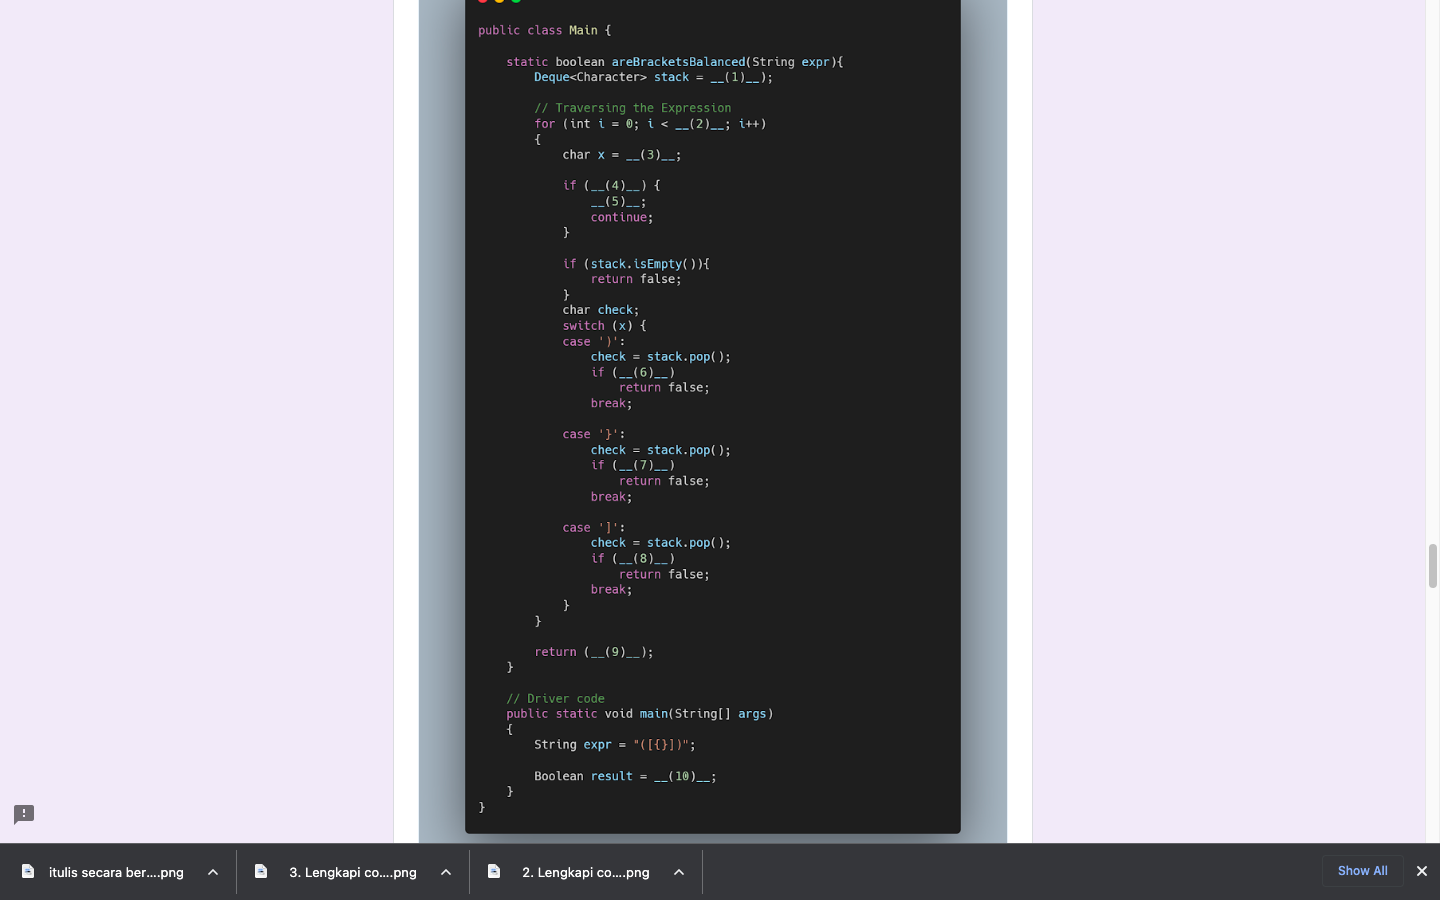 public class Main {
static boolean areBracketsBalanced(String expr){
Deque<Character> stack = __(1)__);
// Traversing the Expression
for (int i = 0; i < __(2)__; i++)
{
char x = __(3)__;
if (__(4)__) {
__(5)__;
continue;
}
if (stack.isEmpty()){
return false;
}
char check;
switch (x) {
case ')':
check = stack.pop();
if (__(6)__)
return false;
break;
case '}':
check = stack.pop();
if (__(7)__)
return false;
break;
case ']':
check = stack.pop();
if (__(8)__)
return false;
break;
}
}
return (__(9)__);
}
// Driver code
public static void main(String[] args)
{
String expr = "([{}])";
Boolean result = __(10)__;
}
}
itulis secara ber....png
3. Lengkapi co....png
2. Lengkapi co....png
Show All